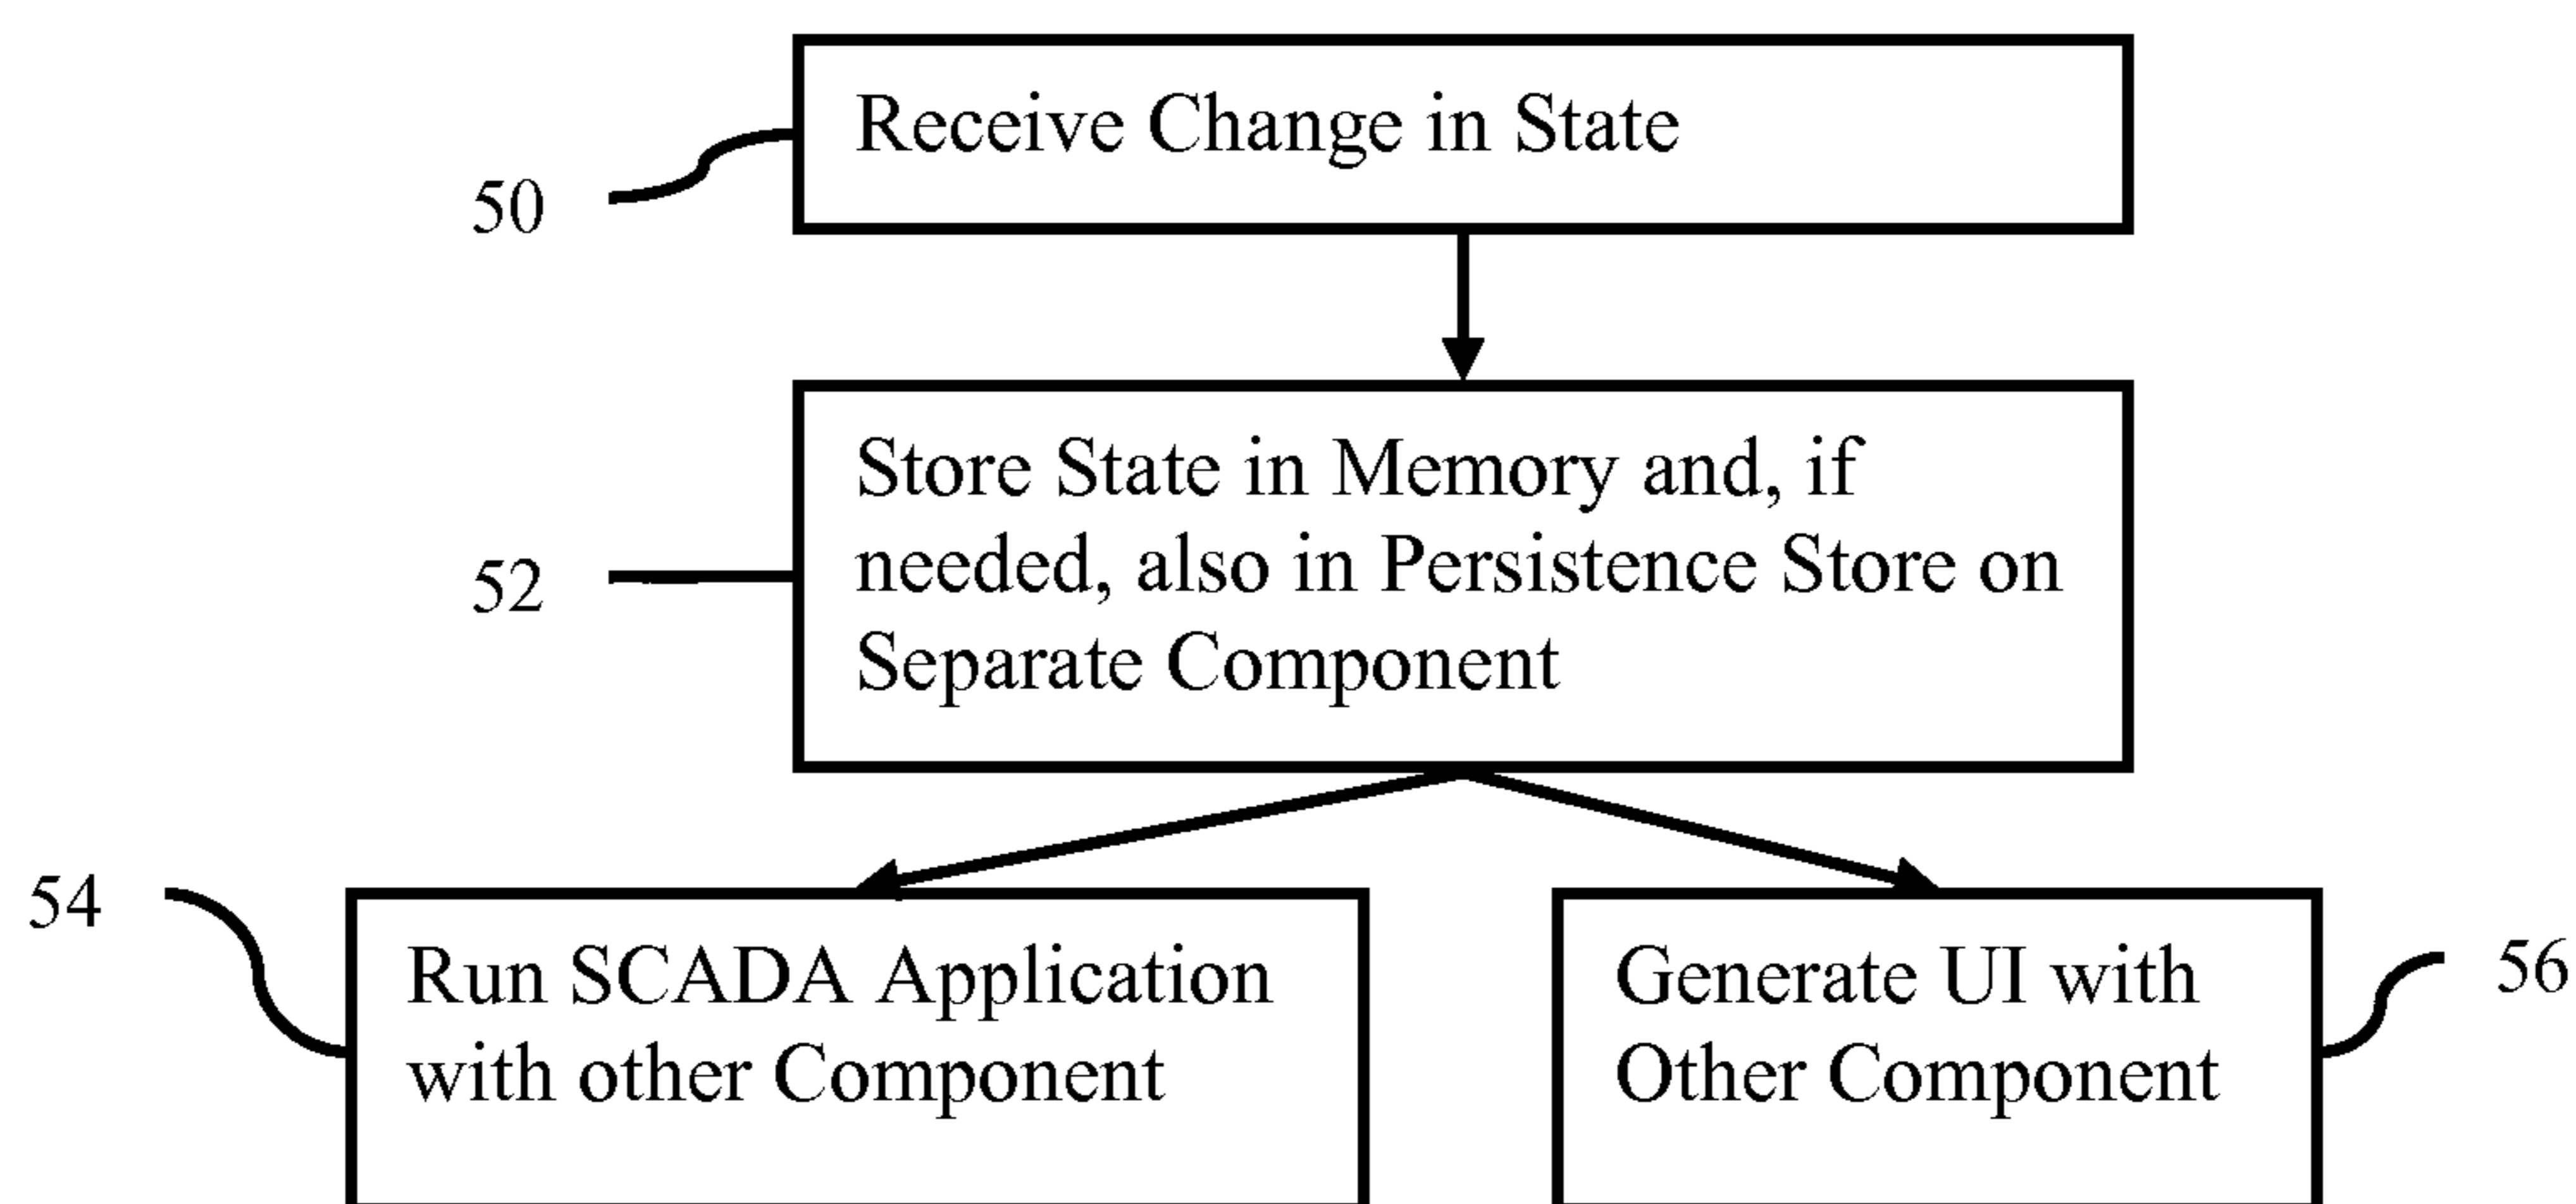 Receive Change in State
50
Store State in Memory and, if
needed, also in Persistence Store on
Separate Component
52
54
Run SCADA Application
with other Component
Generate UI with
Other Component
56